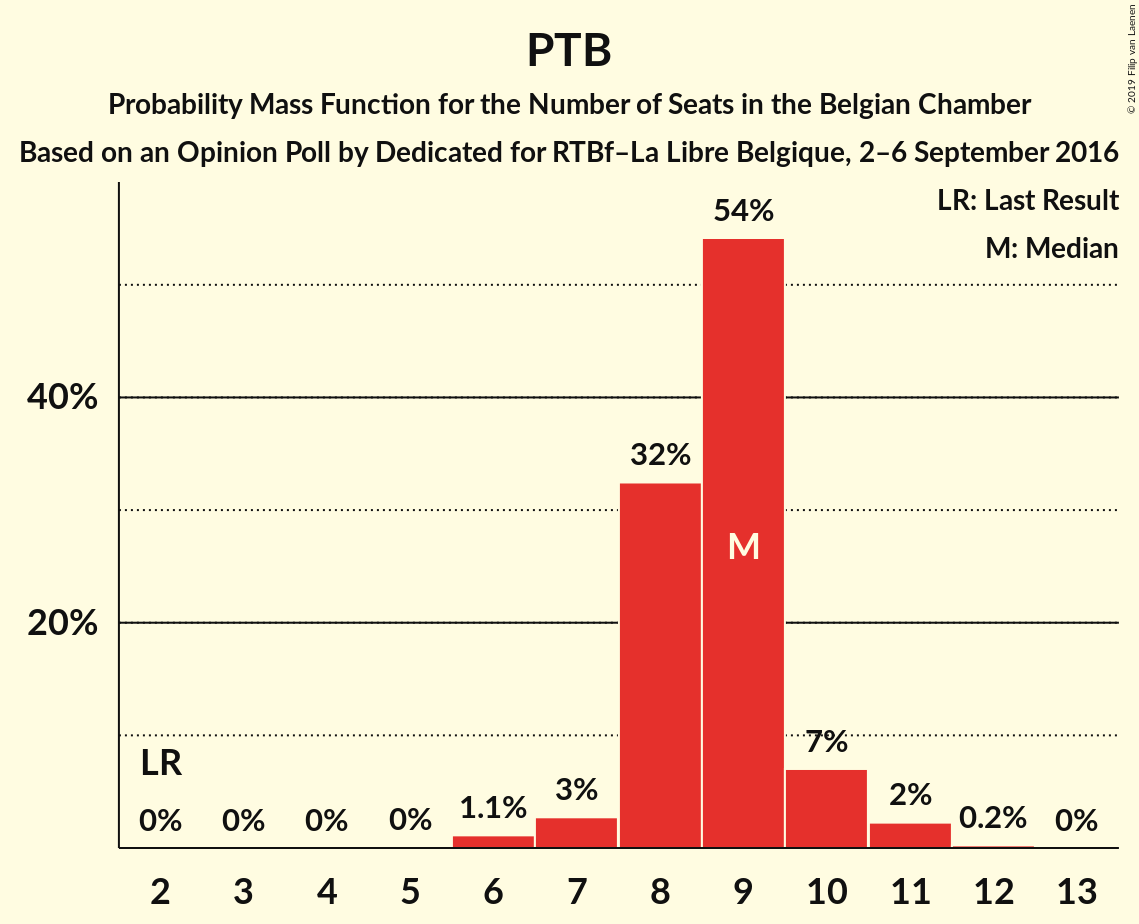 PTB
Probability Mass Function for the Number of Seats in the Belgian Chamber
Based on an Opinion Poll by Dedicated for RTBf–La Libre Belgique, 2–6 September 2016
© 2019 Filip van Laenen
LR: Last Result
M: Median
54%
40%
32%
M
20%
7%
LR
3%
2%
1.1%
0.2%
0% 0% 0% 0% 0%
2 3 4 5 6 7 8 9 10 11 12 13